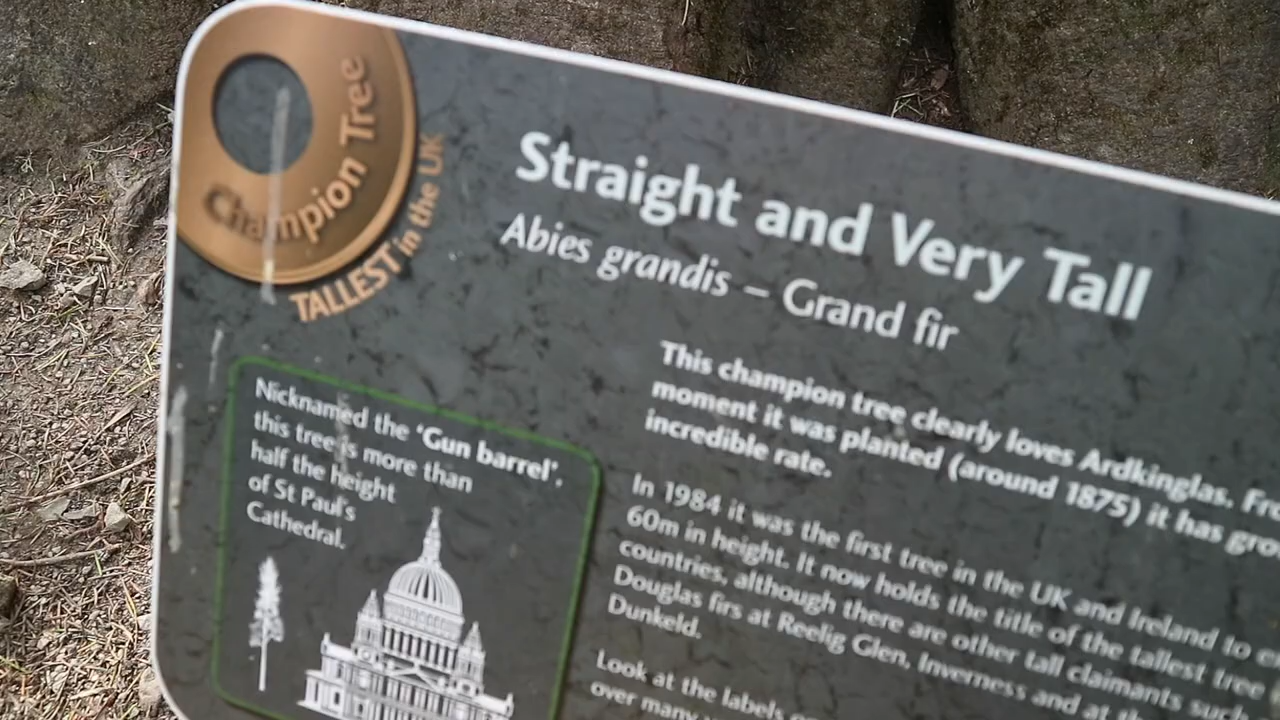 Champion Tree
TALLEST in the UK
Straight and Very Tall
Abies grandis – Grand fir
Nicknamed the ‘Gun barrel’,
this tree is more than
half the height
of St Paul's
Cathedral.
This champion tree clearly loves Ardkinglas.
moment it was planted (around 1875) it has
incredible rate.
In 1984 it was the first tree in the UK and Ireland to
60m in height. It now holds the title of the tallest tree
countries, although there are other tall claimants such
Douglas firs at Reelig Glen, Inverness and at the
Dunkeld.
Look at the labels
over many